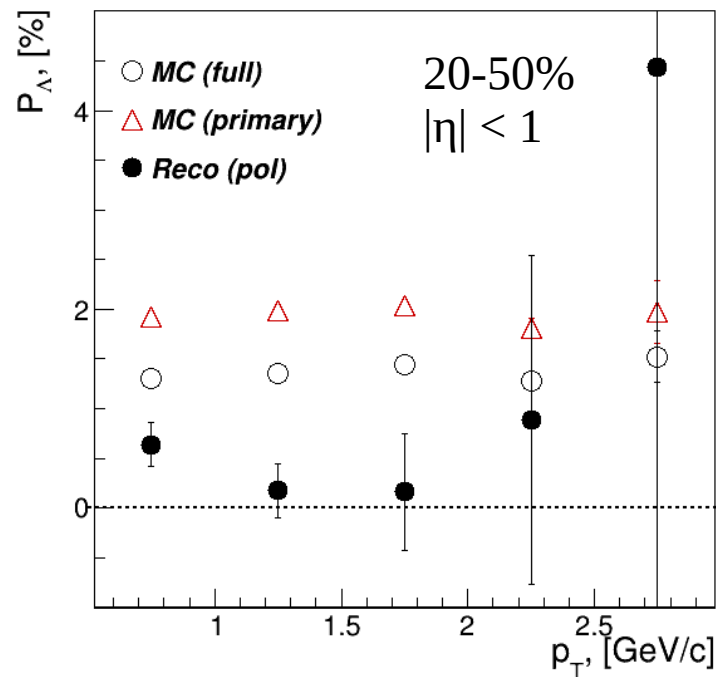 P_Λ, [%]
MC (full)
MC (primary)
Reco (pol)
20-50%
|η| < 1
4
2
0
1
1.5
2
2.5
p_T, [GeV/c]